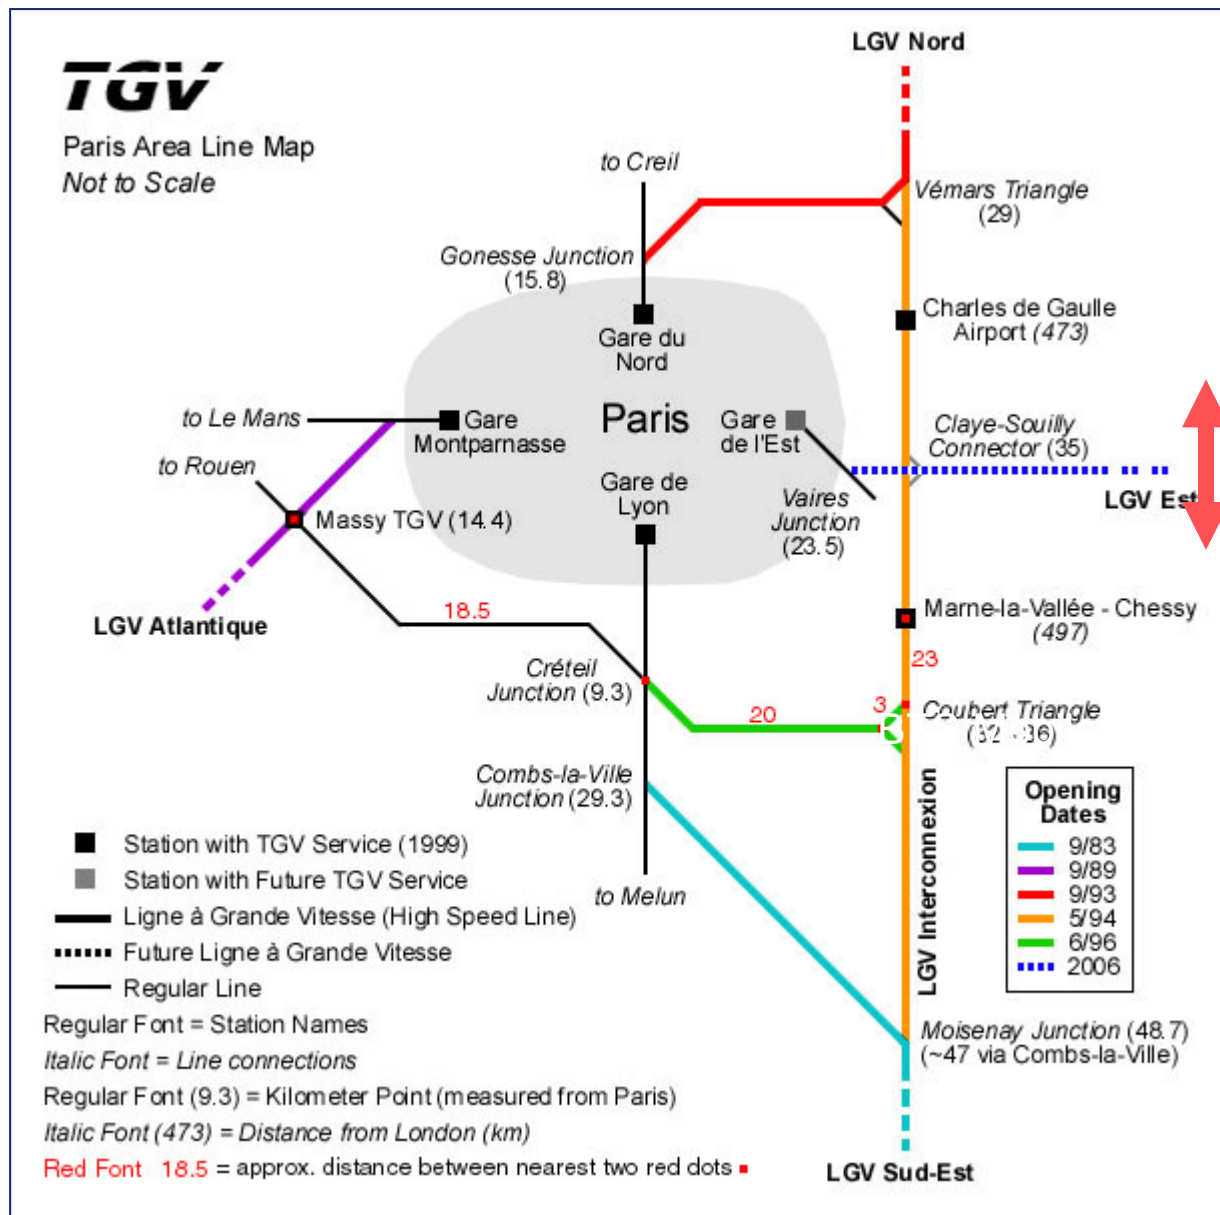 TGV
Paris Area Line Map
Not to Scale
LGV Nord
to Creil
Vémars Triangle
(29)
Gonesse Junction
(15.8)
Charles de Gaulle
Airport (473)
Gare du
Nord
to Le Mans
Gare
Montparnasse
Paris
Gare
de l'Est
Claye-Souilly
Connector (35)
to Rouen
Gare de
Lyon
Vaires
Junction
(23.5)
LGV Est
Massy TGV (14.4)
LGV Atlantique
18.5
Marne-la-Vallée - Chessy
(497)
23
Créteil
Junction (9.3)
20
3
Coubert Triangle
Combs-la-Ville
Junction (29.3)
to Melun
LGV Interconnexion
Opening
Dates
9/83
9/89
9/93
5/94
6/96
2006
Station with TGV Service (1999)
Station with Future TGV Service
Ligne à Grande Vitesse (High Speed Line)
Future Ligne à Grande Vitesse
Regular Line
Regular Font = Station Names
Italic Font = Line connections
Regular Font (9.3) = Kilometer Point (measured from Paris)
Italic Font (473) = Distance from London (km)
Red Font 18.5 = approx. distance between nearest two red dots
Moisenay Junction (48.7)
(~47 via Combs-la-Ville)
LGV Sud-Est